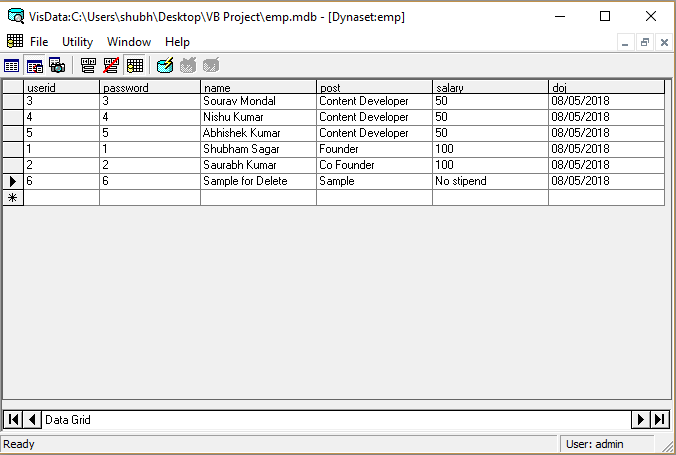 VisData:C:\Users\shubh\Desktop\VB Project\emp.mdb - [Dynaset:emp]
File Utility Window Help
userid password name post salary doj
3 3 Sourav Mondal Content Developer 50 08/05/2018
4 4 Nishu Kumar Content Developer 50 08/05/2018
5 5 Abhishek Kumar Content Developer 50 08/05/2018
1 1 Shubham Sagar Founder 100 08/05/2018
2 2 Saurabh Kumar Co Founder 100 08/05/2018
6 6 Sample for Delete Sample No stipend 08/05/2018
Data Grid
Ready User: admin